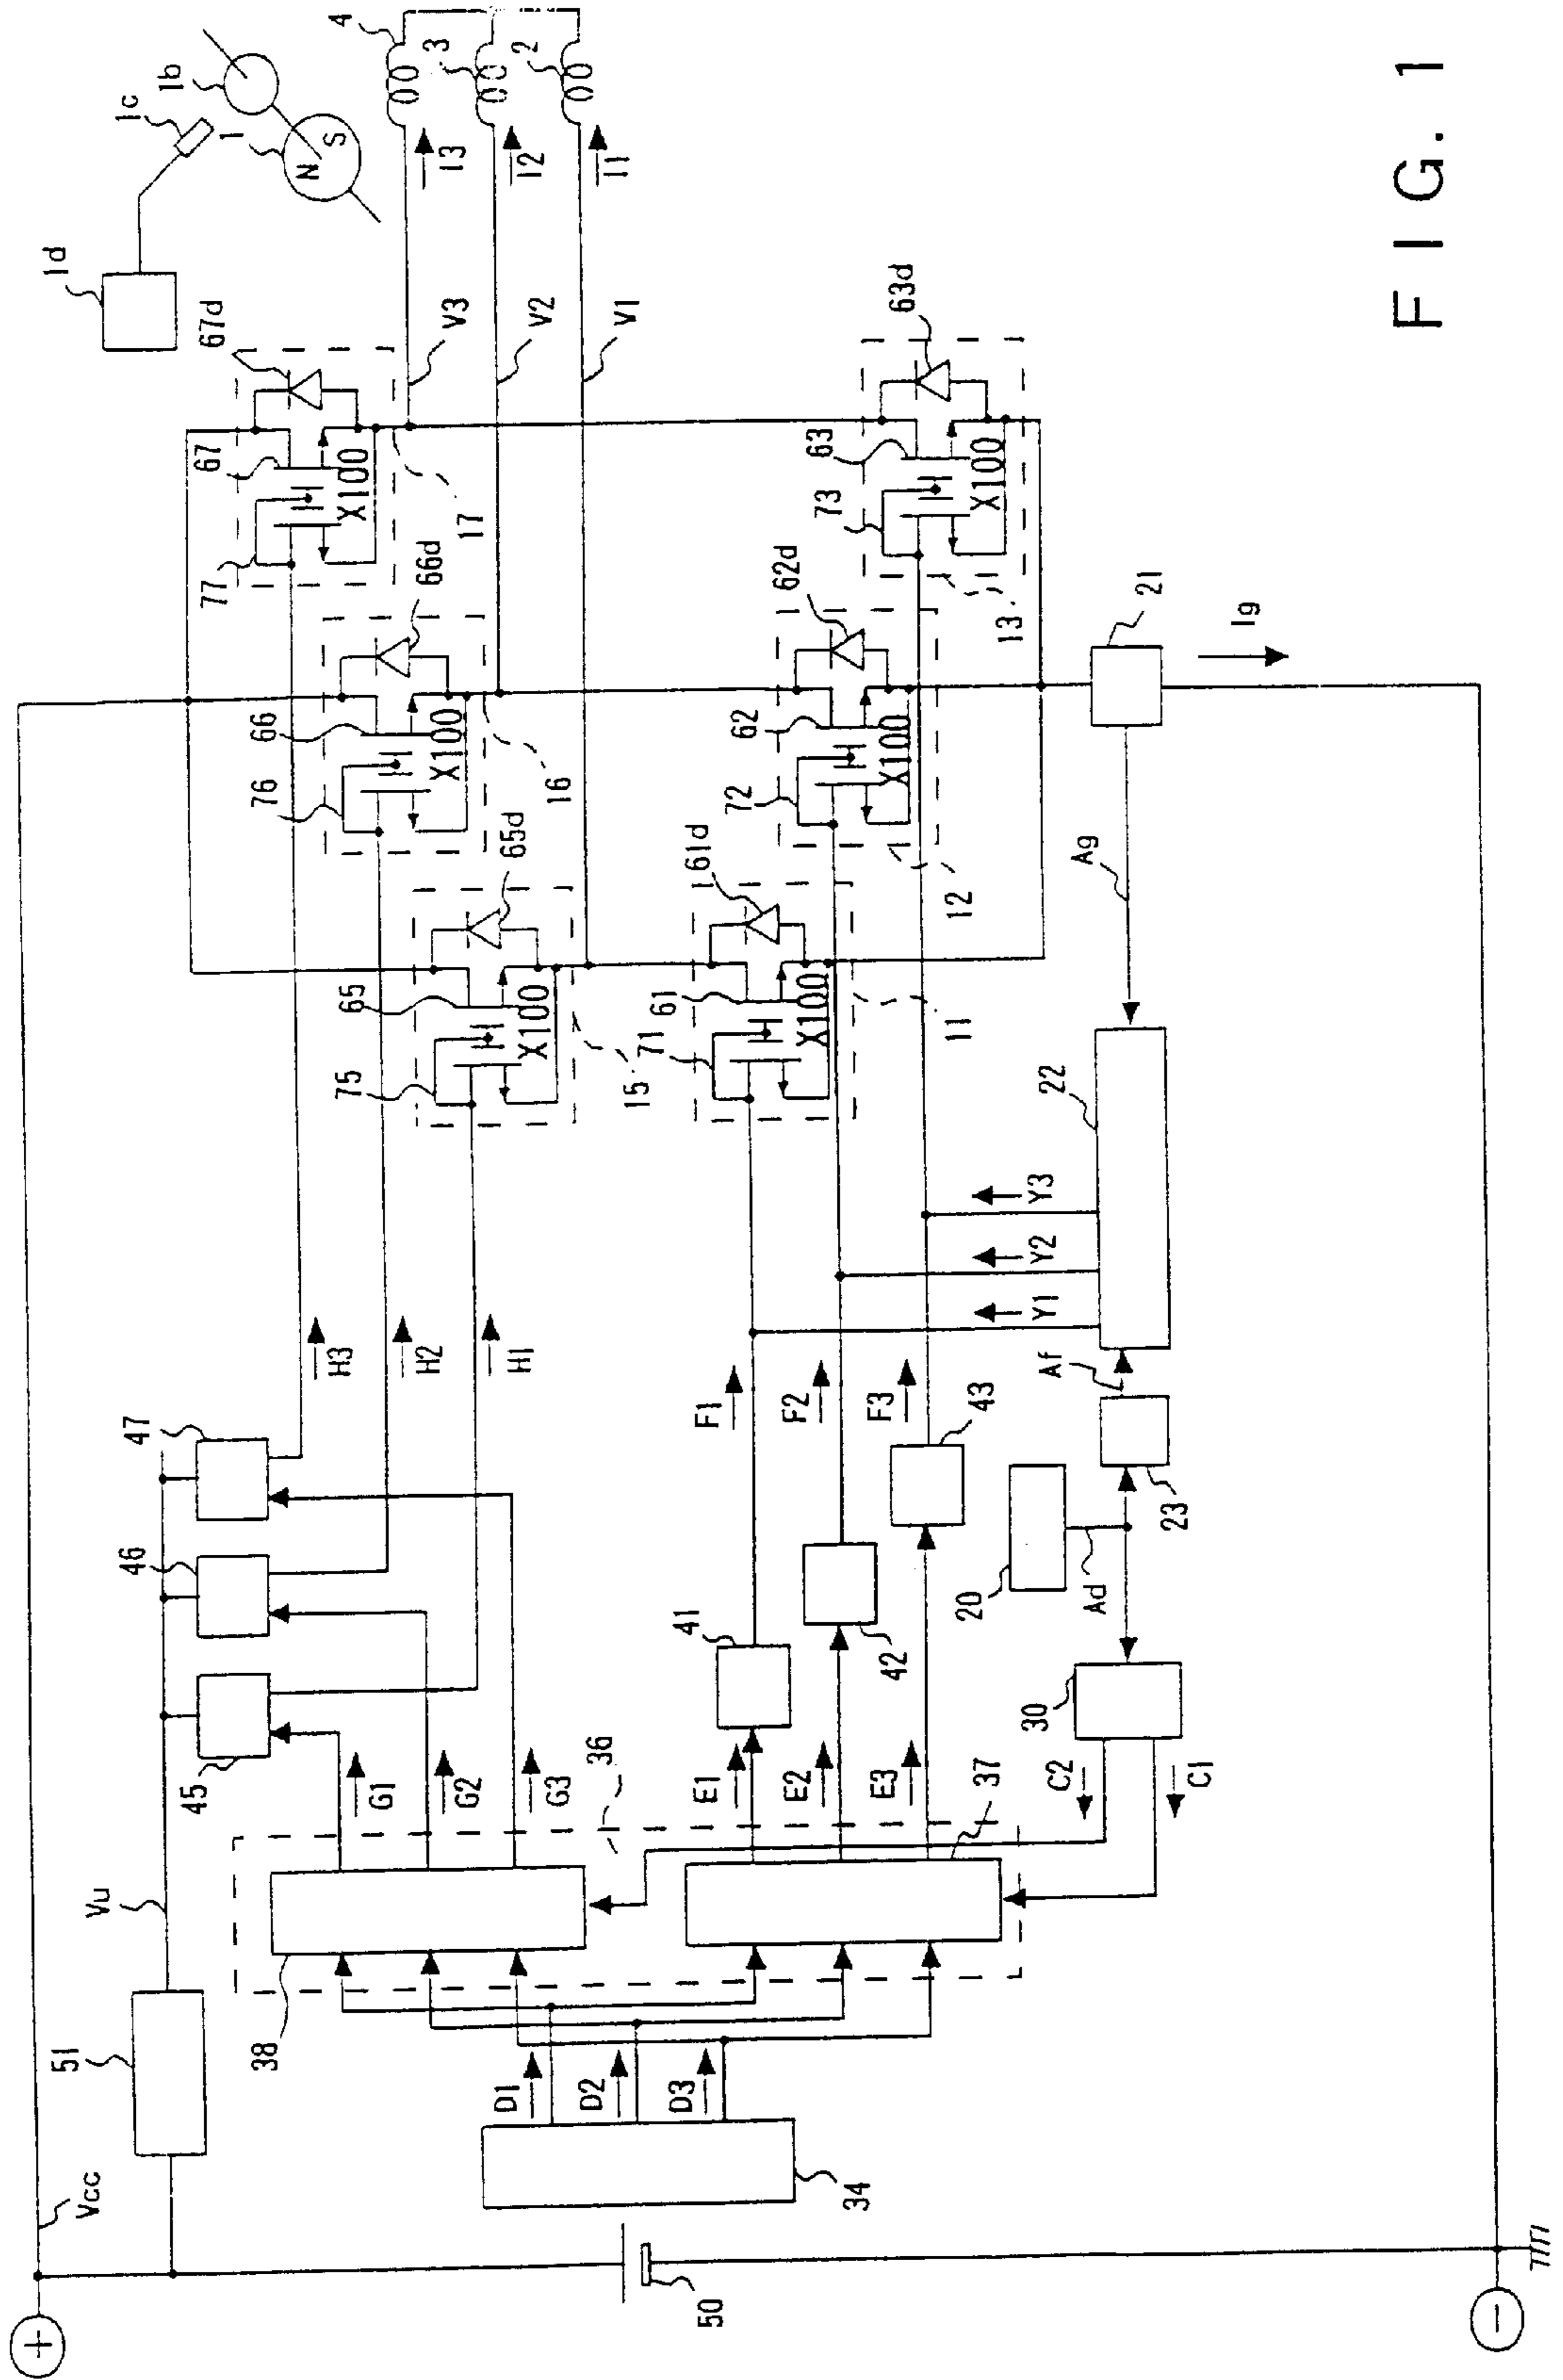 Vcc
51
Vu
45
46
47
1d
1c
1b
1
N
S
67d
4
3
2
I3
I2
I1
V3
V2
V1
H3
H2
H1
77
67
X100
17
76
66
66d
X100
16
75
65
65d
X100
15
38
G1
G2
G3
36
D1
D2
D3
34
E1
E2
E3
37
41
42
43
F1
F2
F3
71
61
61d
X100
11
72
62
62d
X100
12
73
63
63d
X100
13
Y1
Y2
Y3
C2
C1
30
20
Ad
23
Af
22
Ag
21
Ig
50
+
−
FIG. 1